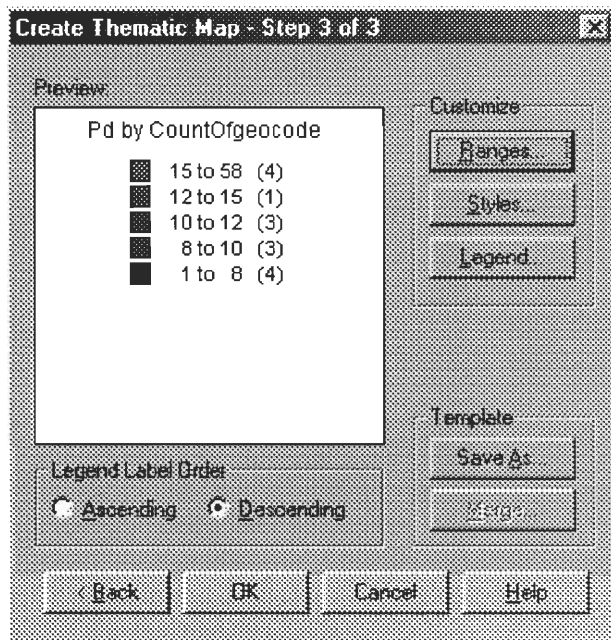 Create Thematic Map - Step 3 of 3
Preview:
Pd by CountOfgeocode
15 to 58 (4)
12 to 15 (1)
10 to 12 (3)
8 to 10 (3)
1 to 8 (4)
Customize
Ranges...
Styles...
Legend...
Template
Save As...
Merge...
Legend Label Order
Ascending
Descending
< Back
OK
Cancel
Help